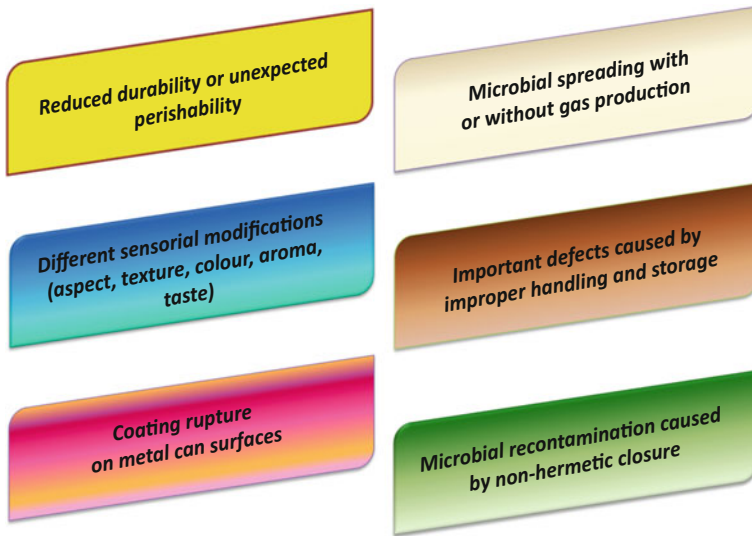 Reduced durability or unexpected
perishability
Microbial spreading with
or without gas production
Different sensorial modifications
(aspect, texture, colour, aroma,
taste)
Important defects caused by
improper handling and storage
Coating rupture
on metal can surfaces
Microbial recontamination caused
by non-hermetic closure